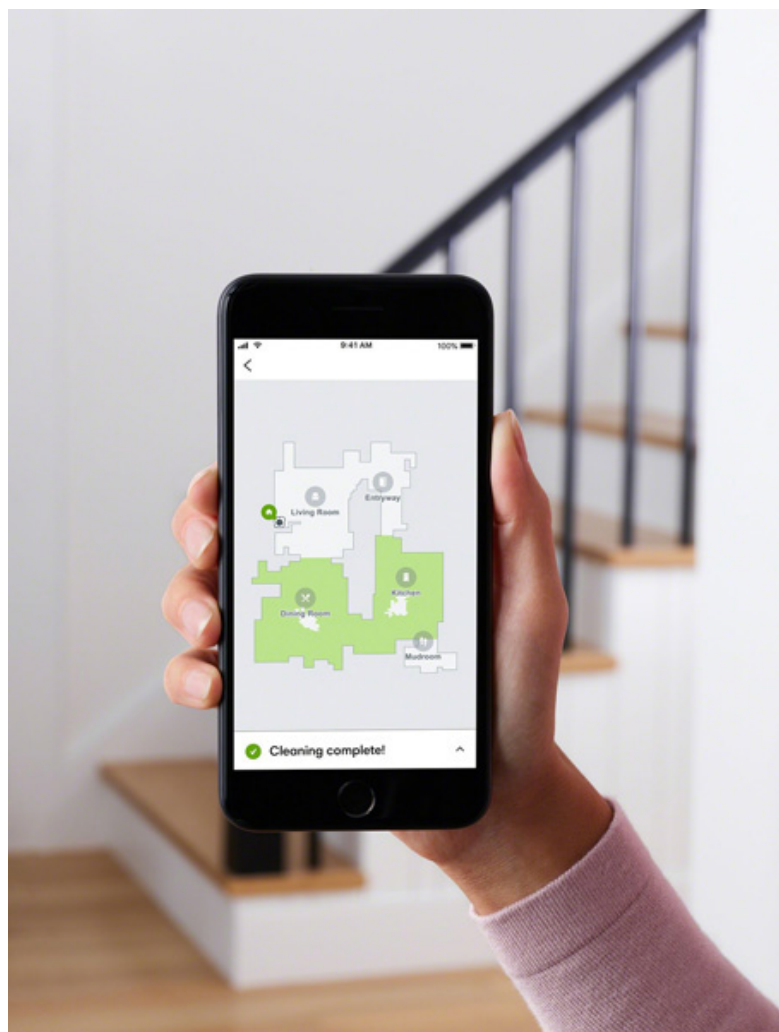 9:41 AM
100%
Entryway
Living Room
Kitchen
Dining Room
Mudroom
Cleaning complete!